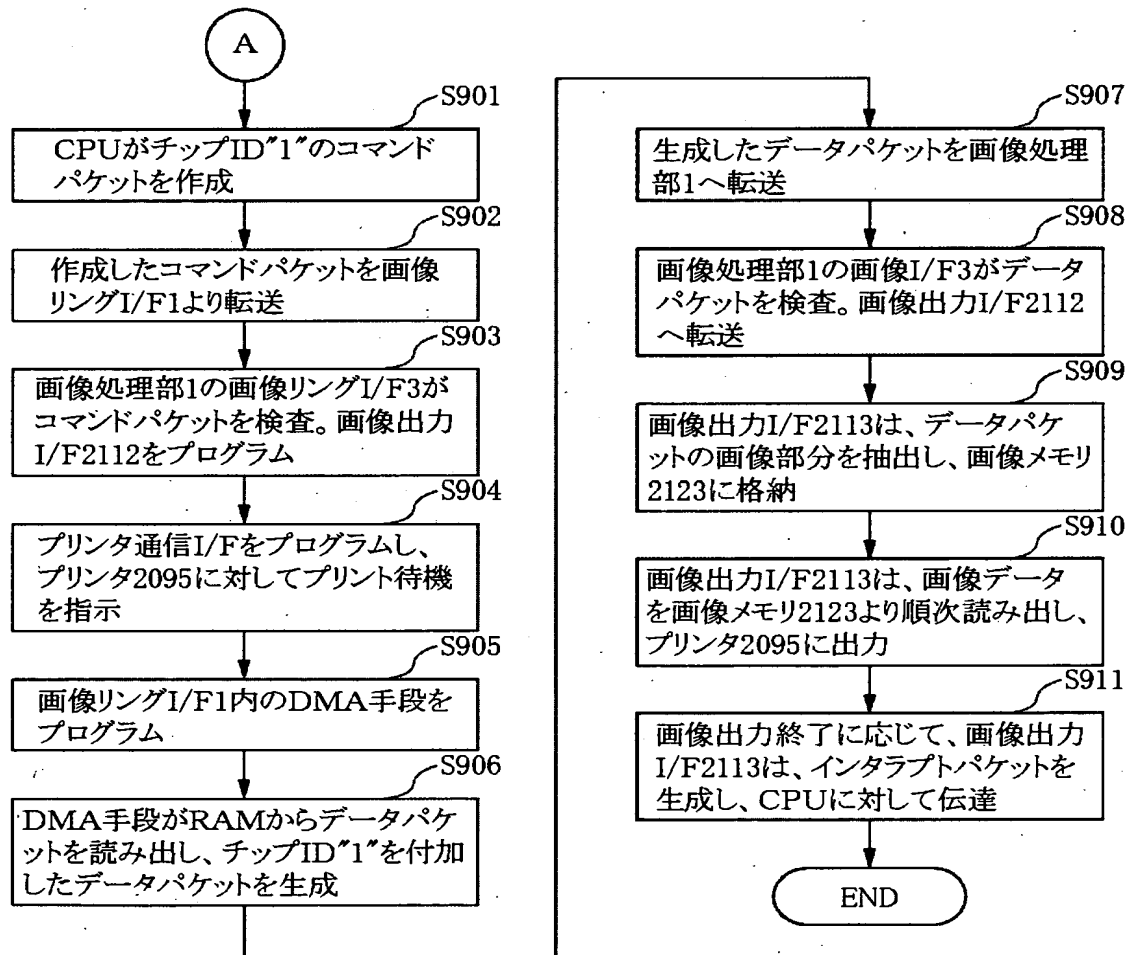 A
S901
CPUがチップID"1"のコマンド
パケットを作成
S902
作成したコマンドパケットを画像
リングI/F1より転送
S903
画像処理部1の画像リングI/F3が
コマンドパケットを検査。画像出力
I/F2112をプログラム
S904
プリンタ通信I/Fをプログラムし、
プリンタ2095に対してプリント待機
を指示
S905
画像リングI/F1内のDMA手段を
プログラム
S906
DMA手段がRAMからデータパケ
ットを読み出し、チップID"1"を付加
したデータパケットを生成
S907
生成したデータパケットを画像処理
部1へ転送
S908
画像処理部1の画像I/F3がデータ
パケットを検査。画像出力I/F2112
へ転送
S909
画像出力I/F2113は、データパケ
ットの画像部分を抽出し、画像メモリ
2123に格納
S910
画像出力I/F2113は、画像データ
を画像メモリ2123より順次読み出し、
プリンタ2095に出力
S911
画像出力終了に応じて、画像出力
I/F2113は、インタラプトパケットを
生成し、CPUに対して伝達
END